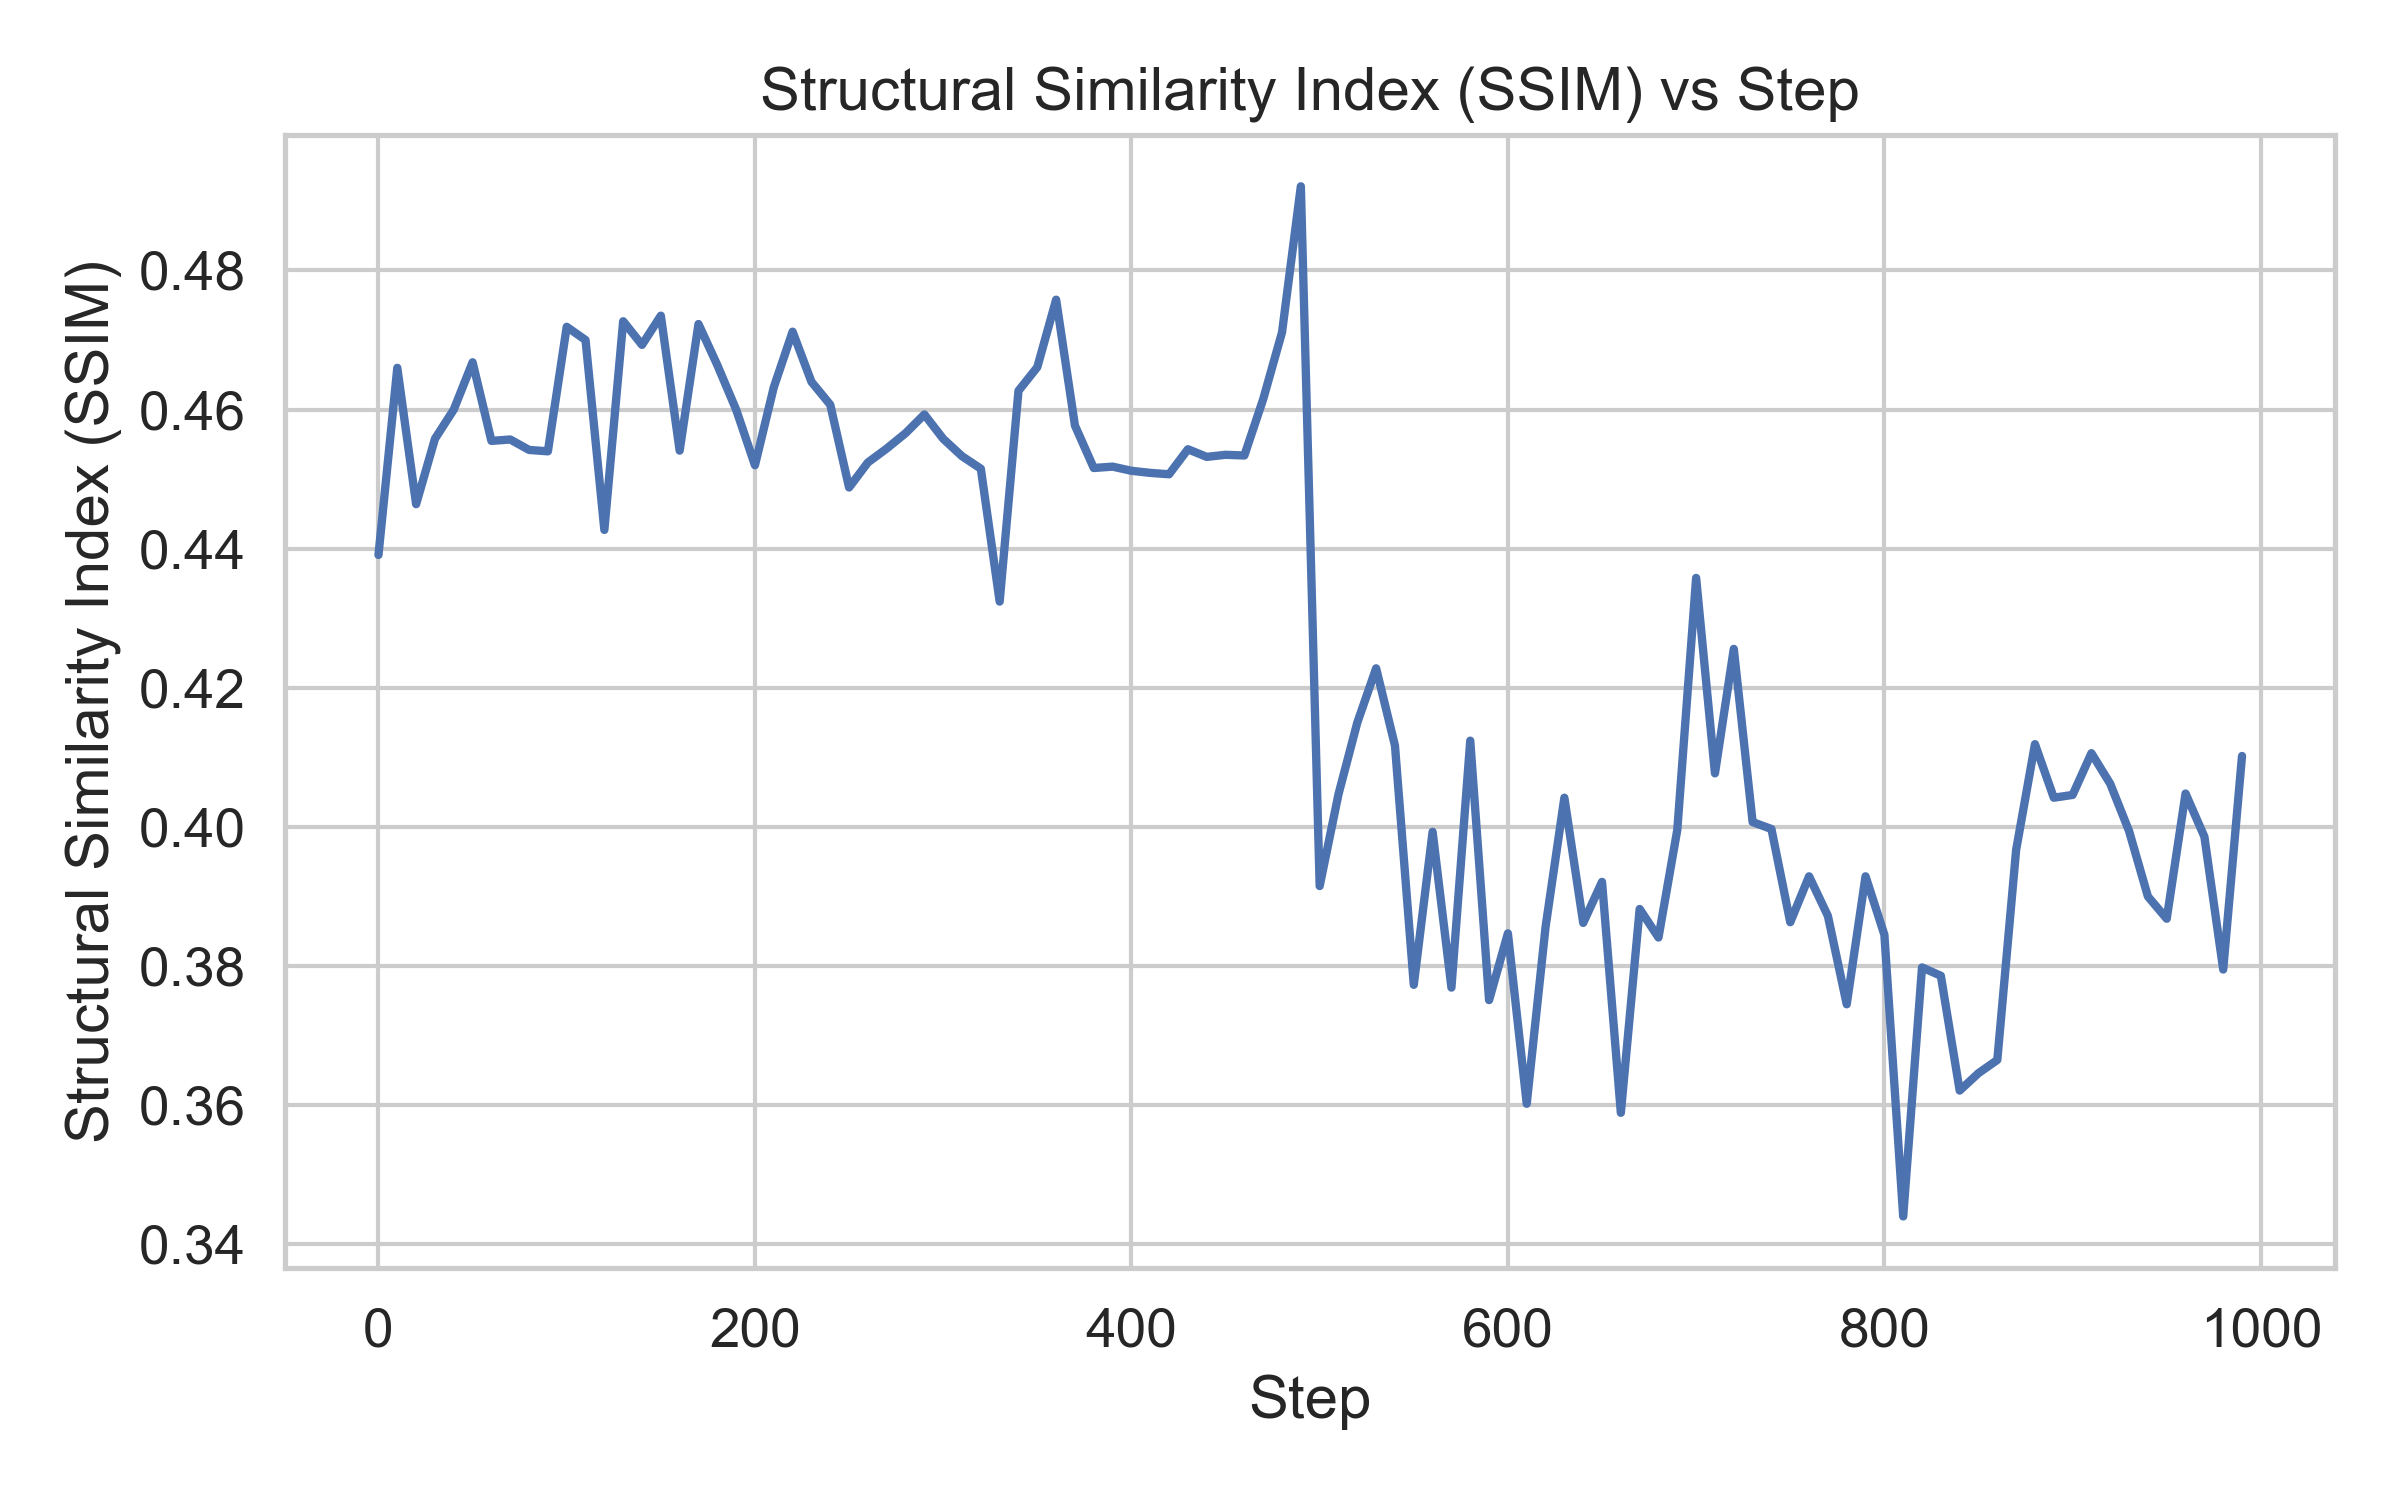 Structural Similarity Index (SSIM) vs Step
Structural Similarity Index (SSIM)
0.48
0.46
0.44
0.42
0.40
0.38
0.36
0.34
0 200 400 600 800 1000
Step